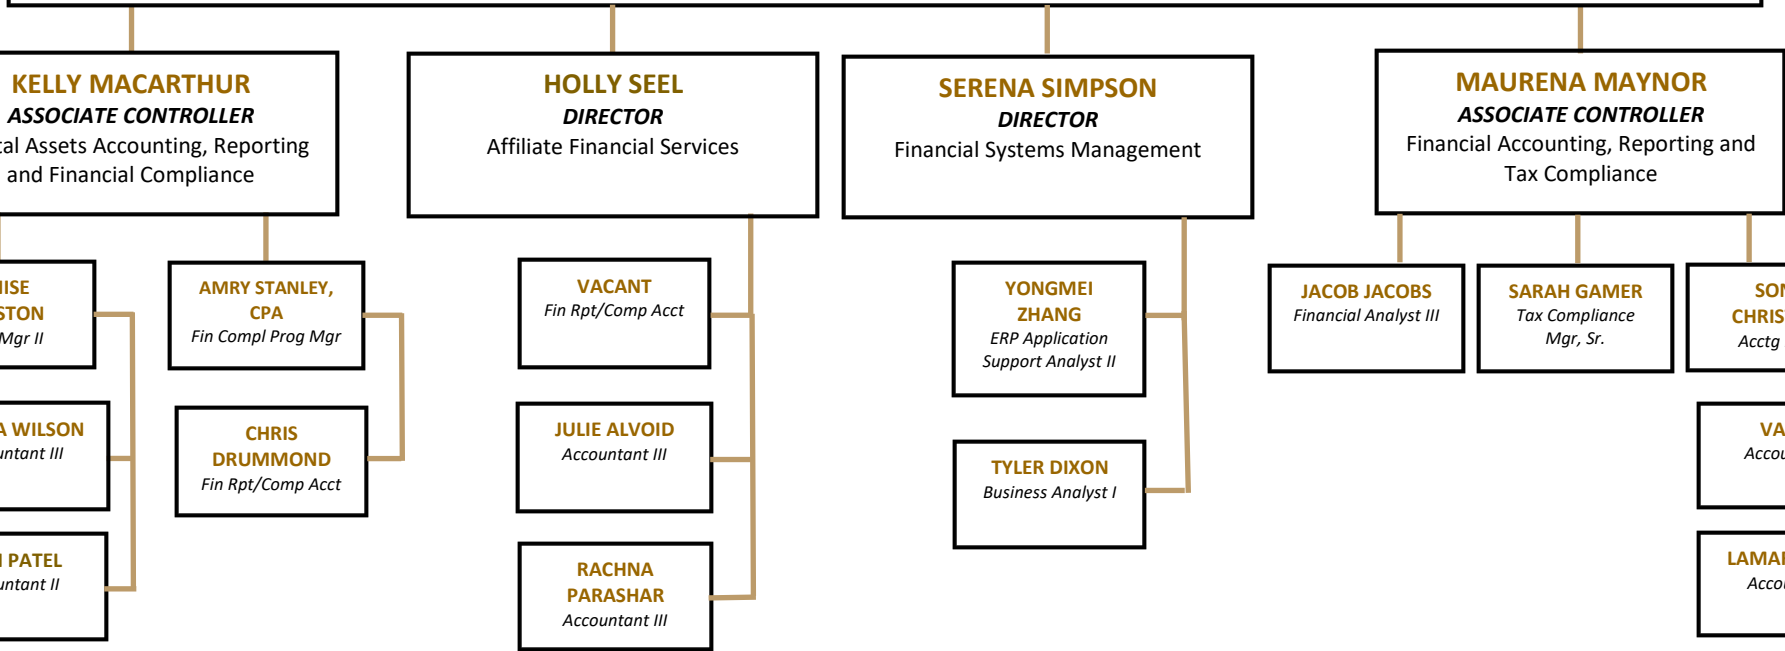 KELLY MACARTHUR
ASSOCIATE CONTROLLER
Assets Accounting, Reporting
and Financial Compliance
HOLLY SEEL
DIRECTOR
Affiliate Financial Services
SERENA SIMPSON
DIRECTOR
Financial Systems Management
MAURENA MAYNOR
ASSOCIATE CONTROLLER
Financial Accounting, Reporting and
Tax Compliance
Mgr II
WILSON
III
PATEL
II
AMRY STANLEY,
CPA
Fin Compl Prog Mgr
CHRIS
DRUMMOND
Fin Rpt/Comp Acct
VACANT
Fin Rpt/Comp Acct
JULIE ALVOID
Accountant III
RACHNA
PARASHAR
Accountant III
YONGMEI
ZHANG
ERP Application
Support Analyst II
TYLER DIXON
Business Analyst I
JACOB JACOBS
Financial Analyst III
SARAH GAMER
Tax Compliance
Mgr, Sr.
Acctg